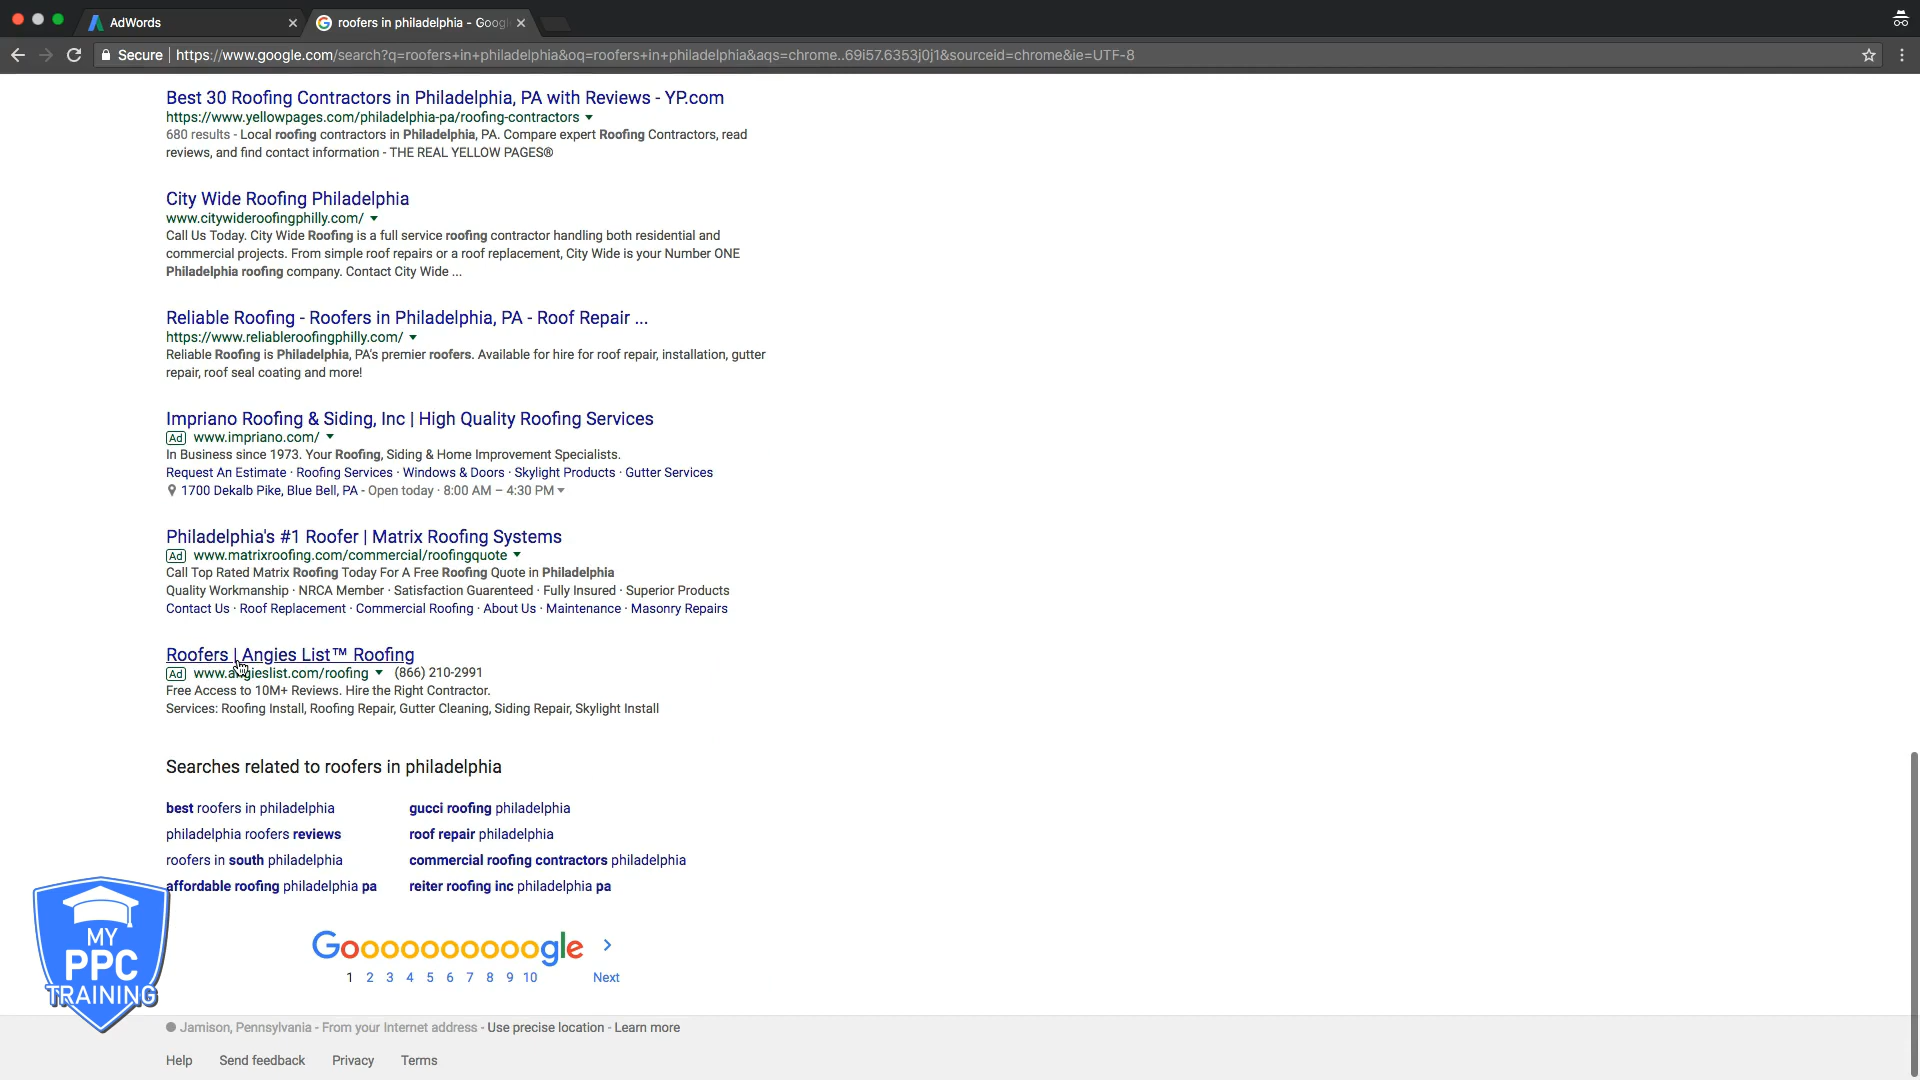 AdWords
roofers in philadelphia - Goog
Secure | https://www.google.com/search?q=roofers+in+philadelphia&oq=roofers+in+philadelphia&aqs=chrome..69i57.6353j0j1&sourceid=chrome&ie=UTF-8
Best 30 Roofing Contractors in Philadelphia, PA with Reviews - YP.com
https://www.yellowpages.com/philadelphia-pa/roofing-contractors
680 results - Local roofing contractors in Philadelphia, PA. Compare expert Roofing Contractors, read
reviews, and find contact information - THE REAL YELLOW PAGES®
City Wide Roofing Philadelphia
www.citywideroofingphilly.com/
Call Us Today. City Wide Roofing is a full service roofing contractor handling both residential and
commercial projects. From simple roof repairs or a roof replacement, City Wide is your Number ONE
Philadelphia roofing company. Contact City Wide ...
Reliable Roofing - Roofers in Philadelphia, PA - Roof Repair ...
https://www.reliableroofingphilly.com/
Reliable Roofing is Philadelphia, PA's premier roofers. Available for hire for roof repair, installation, gutter
repair, roof seal coating and more!
Impriano Roofing & Siding, Inc | High Quality Roofing Services
Ad www.impriano.com/
In Business since 1973. Your Roofing, Siding & Home Improvement Specialists.
Request An Estimate · Roofing Services · Windows & Doors · Skylight Products · Gutter Services
1700 Dekalb Pike, Blue Bell, PA - Open today · 8:00 AM – 4:30 PM
Philadelphia's #1 Roofer | Matrix Roofing Systems
Ad www.matrixroofing.com/commercial/roofingquote
Call Top Rated Matrix Roofing Today For A Free Roofing Quote in Philadelphia
Quality Workmanship · NRCA Member · Satisfaction Guarenteed · Fully Insured · Superior Products
Contact Us · Roof Replacement · Commercial Roofing · About Us · Maintenance · Masonry Repairs
Roofers | Angies List™ Roofing
Ad www.angieslist.com/roofing (866) 210-2991
Free Access to 10M+ Reviews. Hire the Right Contractor.
Services: Roofing Install, Roofing Repair, Gutter Cleaning, Siding Repair, Skylight Install
Searches related to roofers in philadelphia
best roofers in philadelphia
gucci roofing philadelphia
philadelphia roofers reviews
roof repair philadelphia
roofers in south philadelphia
commercial roofing contractors philadelphia
affordable roofing philadelphia pa
reiter roofing inc philadelphia pa
MY
PPC
TRAINING
Goooooooooogle
1 2 3 4 5 6 7 8 9 10 Next
Jamison, Pennsylvania - From your Internet address - Use precise location - Learn more
Help Send feedback Privacy Terms